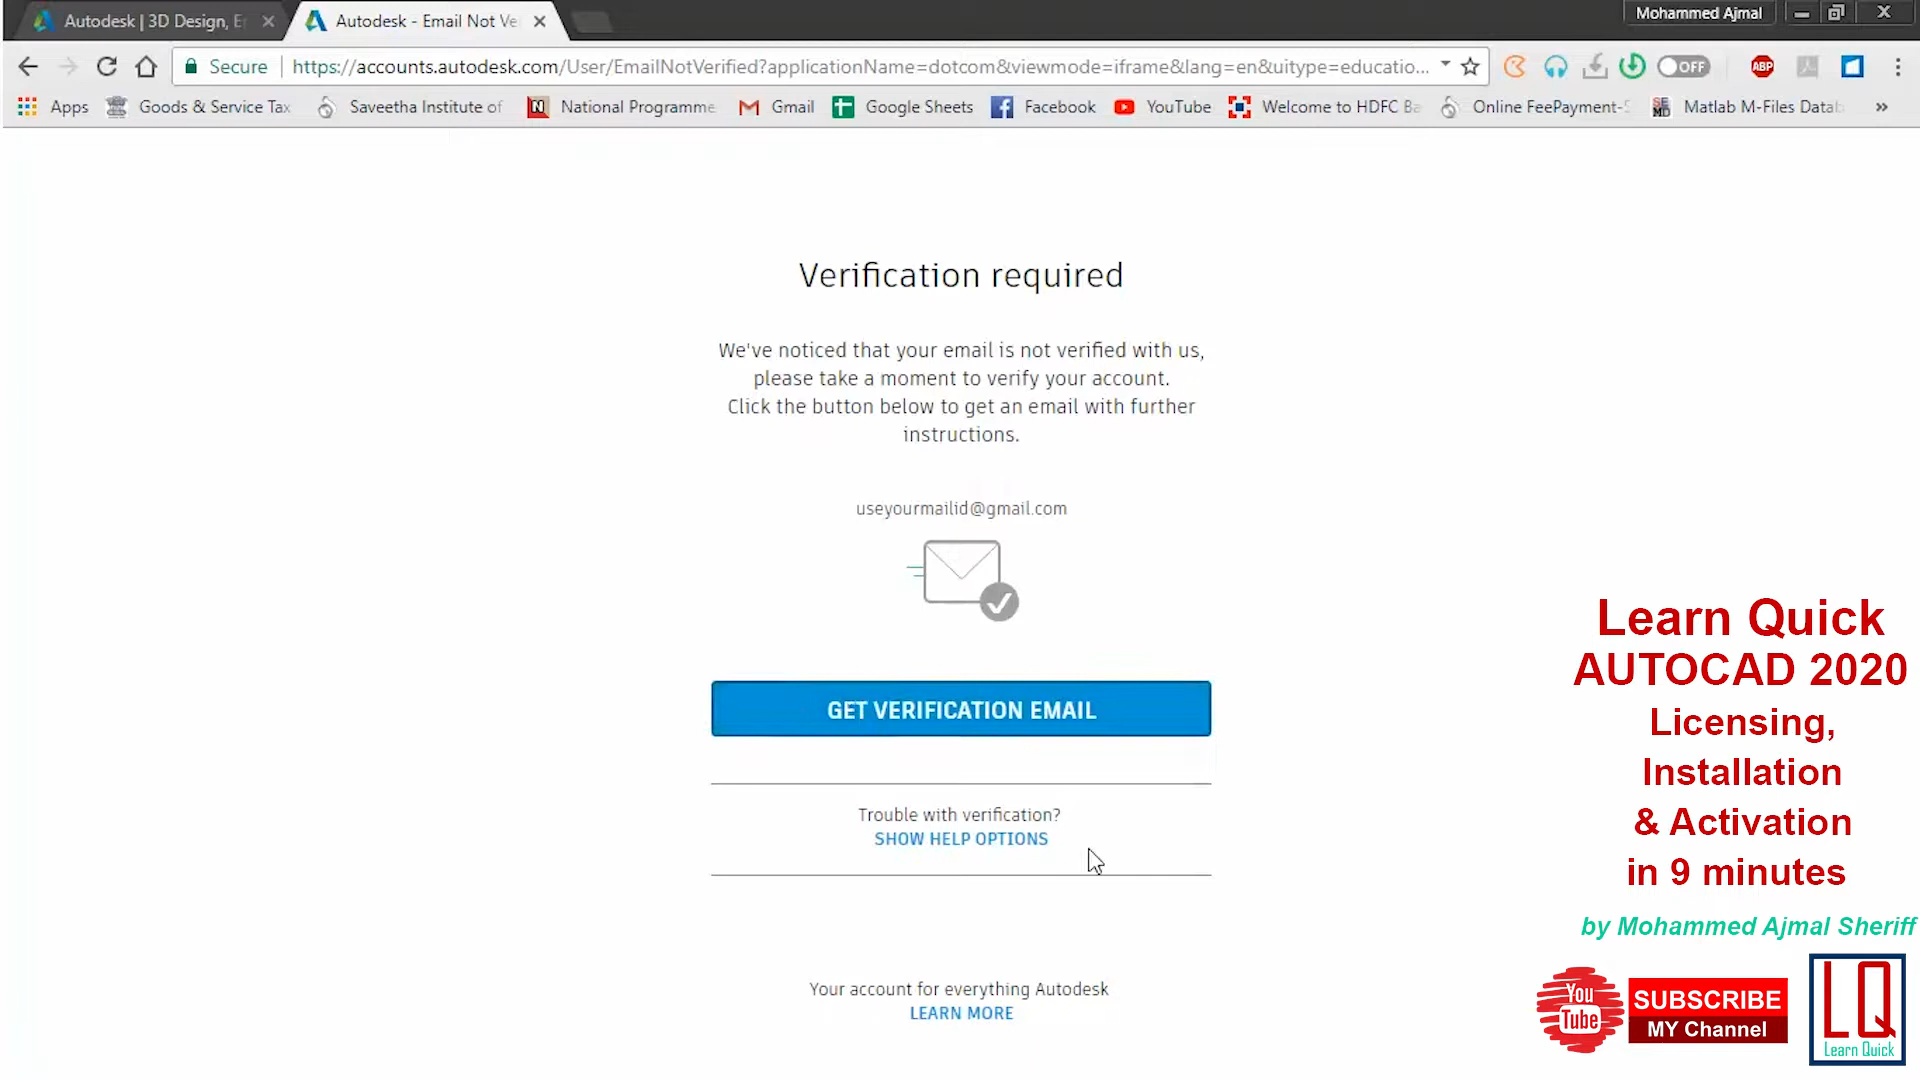 Autodesk | 3D Design, E
Autodesk - Email Not Ve
Mohammed Ajmal
Secure
https://accounts.autodesk.com/User/EmailNotVerified?applicationName=dotcom&viewmode=iframe&lang=en&uitype=educatio...
OFF
ABP
Apps
Goods & Service Tax
Saveetha Institute of
National Programme
Gmail
Google Sheets
Facebook
YouTube
Welcome to HDFC Ba
Online FeePayment-S
SE
MD
Matlab M-Files Datab
»
Verification required
We've noticed that your email is not verified with us,
please take a moment to verify your account.
Click the button below to get an email with further
instructions.
useyourmailid@gmail.com
GET VERIFICATION EMAIL
Trouble with verification?
SHOW HELP OPTIONS
Your account for everything Autodesk
LEARN MORE
Learn Quick
AUTOCAD 2020
Licensing,
Installation
& Activation
in 9 minutes
by Mohammed Ajmal Sheriff
You
Tube
SUBSCRIBE
MY Channel
LQ
Learn Quick